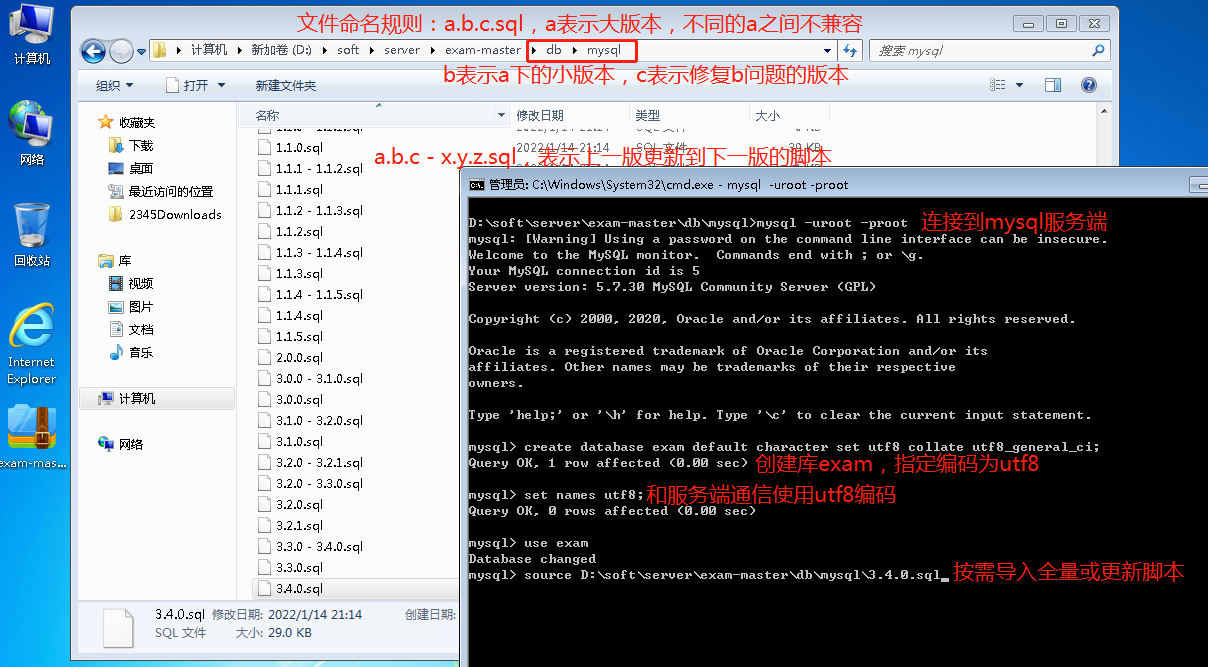 文件命名规则：a.b.c.sql，a表示大版本，不同的a之间不兼容
计算机
网络
回收站
Internet
Explorer
exam-mas...
计算机 新加卷 (D:) soft server exam-master db mysql
搜索 mysql
b表示a下的小版本，c表示修复b问题的版本
组织 打开 新建文件夹
名称 修改日期 类型 大小
收藏夹
下载
桌面
最近访问的位置
2345Downloads
库
视频
图片
文档
音乐
计算机
网络
1.1.0 - 1.1.1.sql
1.1.0.sql 2022/1/14 21:14 SQL 文件
1.1.1 - 1.1.2.sql
1.1.1.sql
1.1.2 - 1.1.3.sql
1.1.2.sql
1.1.3 - 1.1.4.sql
1.1.3.sql
1.1.4 - 1.1.5.sql
1.1.4.sql
1.1.5.sql
2.0.0.sql
3.0.0 - 3.1.0.sql
3.0.0.sql
3.1.0 - 3.2.0.sql
3.1.0.sql
3.2.0 - 3.2.1.sql
3.2.0 - 3.3.0.sql
3.2.0.sql
3.2.1.sql
3.3.0 - 3.4.0.sql
3.3.0.sql
3.4.0.sql
a.b.c - x.y.z.sql，表示上一版更新到下一版的脚本
3.4.0.sql 修改日期: 2022/1/14 21:14 创建日期:
SQL 文件 大小: 29.0 KB
管理员: C:\Windows\System32\cmd.exe - mysql -uroot -proot
D:\soft\server\exam-master\db\mysql>mysql -uroot -proot 连接到mysql服务端
mysql: [Warning] Using a password on the command line interface can be insecure.
Welcome to the MySQL monitor.  Commands end with ; or \g.
Your MySQL connection id is 5
Server version: 5.7.30 MySQL Community Server (GPL)
Copyright (c) 2000, 2020, Oracle and/or its affiliates. All rights reserved.
Oracle is a registered trademark of Oracle Corporation and/or its
affiliates. Other names may be trademarks of their respective
owners.
Type 'help;' or '\h' for help. Type '\c' to clear the current input statement.
mysql> create database exam default character set utf8 collate utf8_general_ci;
Query OK, 1 row affected (0.00 sec) 创建库exam，指定编码为utf8
mysql> set names utf8; 和服务端通信使用utf8编码
Query OK, 0 rows affected (0.00 sec)
mysql> use exam
Database changed
mysql> source D:\soft\server\exam-master\db\mysql\3.4.0.sql_ 按需导入全量或更新脚本